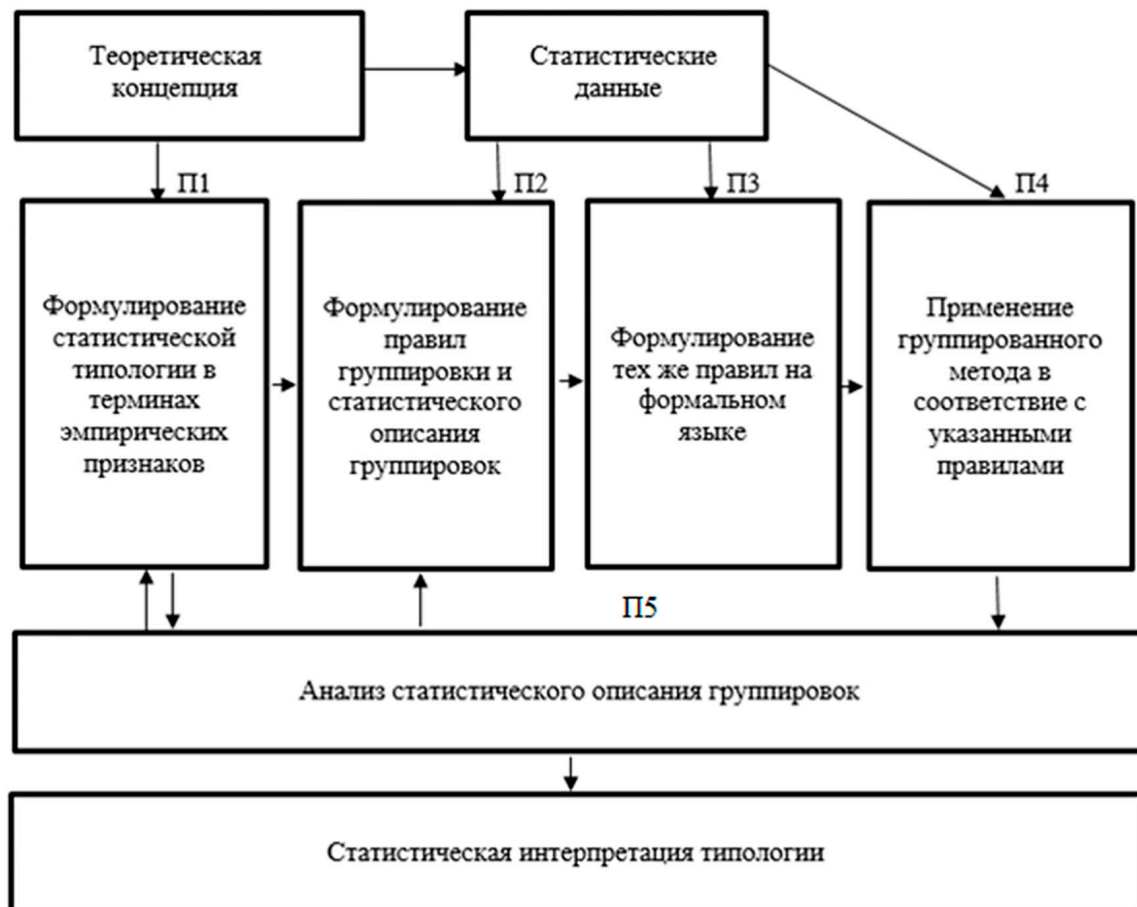 Теоретическая
концепция
Статистические
данные
П1
П2
П3
П4
Формулирование
статистической
типологии в
терминах
эмпирических
признаков
Формулирование
правил
группировки и
статистического
описания
группировок
Формулирование
тех же правил на
формальном
языке
Применение
группированного
метода в
соответствие с
указанными
правилами
П5
Анализ статистического описания группировок
Статистическая интерпретация типологии